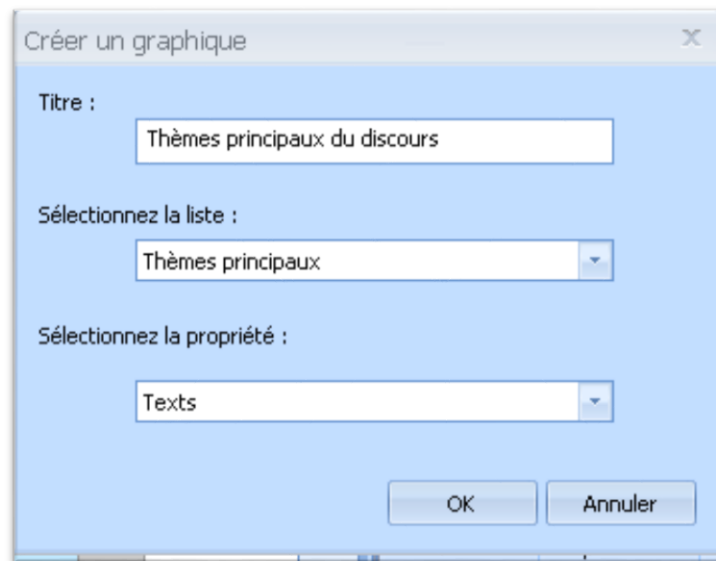 Créer un graphique
Titre :
Thèmes principaux du discours
Sélectionnez la liste :
Thèmes principaux
Sélectionnez la propriété :
Texts
OK Annuler